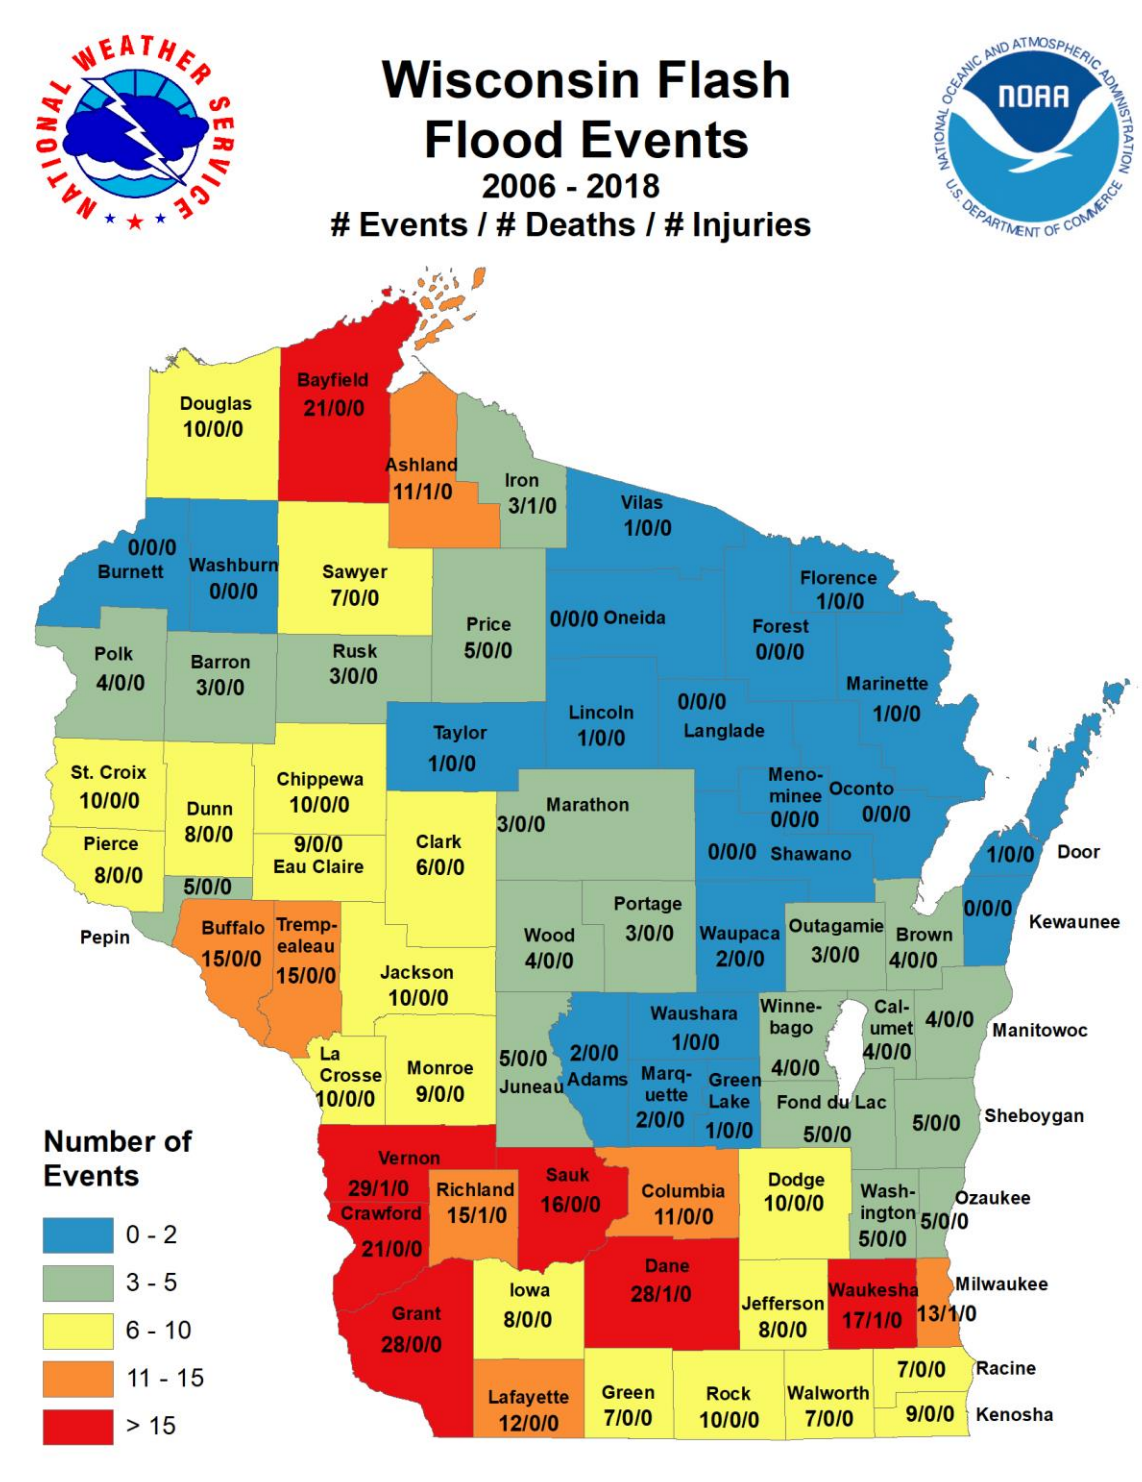 NATIONAL WEATHER SERVICE
Wisconsin Flash
Flood Events
2006 - 2018
# Events / # Deaths / # Injuries
NATIONAL OCEANIC AND ATMOSPHERIC ADMINISTRATION
NOAA
U.S. DEPARTMENT OF COMMERCE
Bayfield
21/0/0
Douglas
10/0/0
Ashland
11/1/0
Iron
3/1/0
Vilas
1/0/0
0/0/0
Burnett
Washburn
0/0/0
Sawyer
7/0/0
Florence
1/0/0
Price
5/0/0
0/0/0 Oneida
Forest
0/0/0
Polk
4/0/0
Barron
3/0/0
Rusk
3/0/0
Marinette
1/0/0
Taylor
1/0/0
Lincoln
1/0/0
0/0/0
Langlade
St. Croix
10/0/0
Dunn
8/0/0
Chippewa
10/0/0
Marathon
3/0/0
Meno-
minee
0/0/0
Oconto
0/0/0
Pierce
8/0/0
9/0/0
Eau Claire
Clark
6/0/0
0/0/0 Shawano
1/0/0 Door
5/0/0
Pepin
Buffalo
15/0/0
Tremp-
ealeau
15/0/0
Jackson
10/0/0
Wood
4/0/0
Portage
3/0/0
Waupaca
2/0/0
Outagamie
3/0/0
Brown
4/0/0
0/0/0
Kewaunee
La
Crosse
10/0/0
Monroe
9/0/0
5/0/0
Juneau
2/0/0
Adams
Waushara
1/0/0
Marq-
uette
2/0/0
Green
Lake
1/0/0
Winne-
bago
4/0/0
Cal-
umet
4/0/0
4/0/0
Manitowoc
Fond du Lac
5/0/0
5/0/0
Sheboygan
Vernon
29/1/0
Crawford
21/0/0
Richland
15/1/0
Sauk
16/0/0
Columbia
11/0/0
Dodge
10/0/0
Wash-
ington
5/0/0
Ozaukee
5/0/0
Grant
28/0/0
Iowa
8/0/0
Dane
28/1/0
Jefferson
8/0/0
Waukesha
17/1/0
Milwaukee
13/1/0
Lafayette
12/0/0
Green
7/0/0
Rock
10/0/0
Walworth
7/0/0
7/0/0 Racine
9/0/0 Kenosha
Number of
Events
0 - 2
3 - 5
6 - 10
11 - 15
> 15